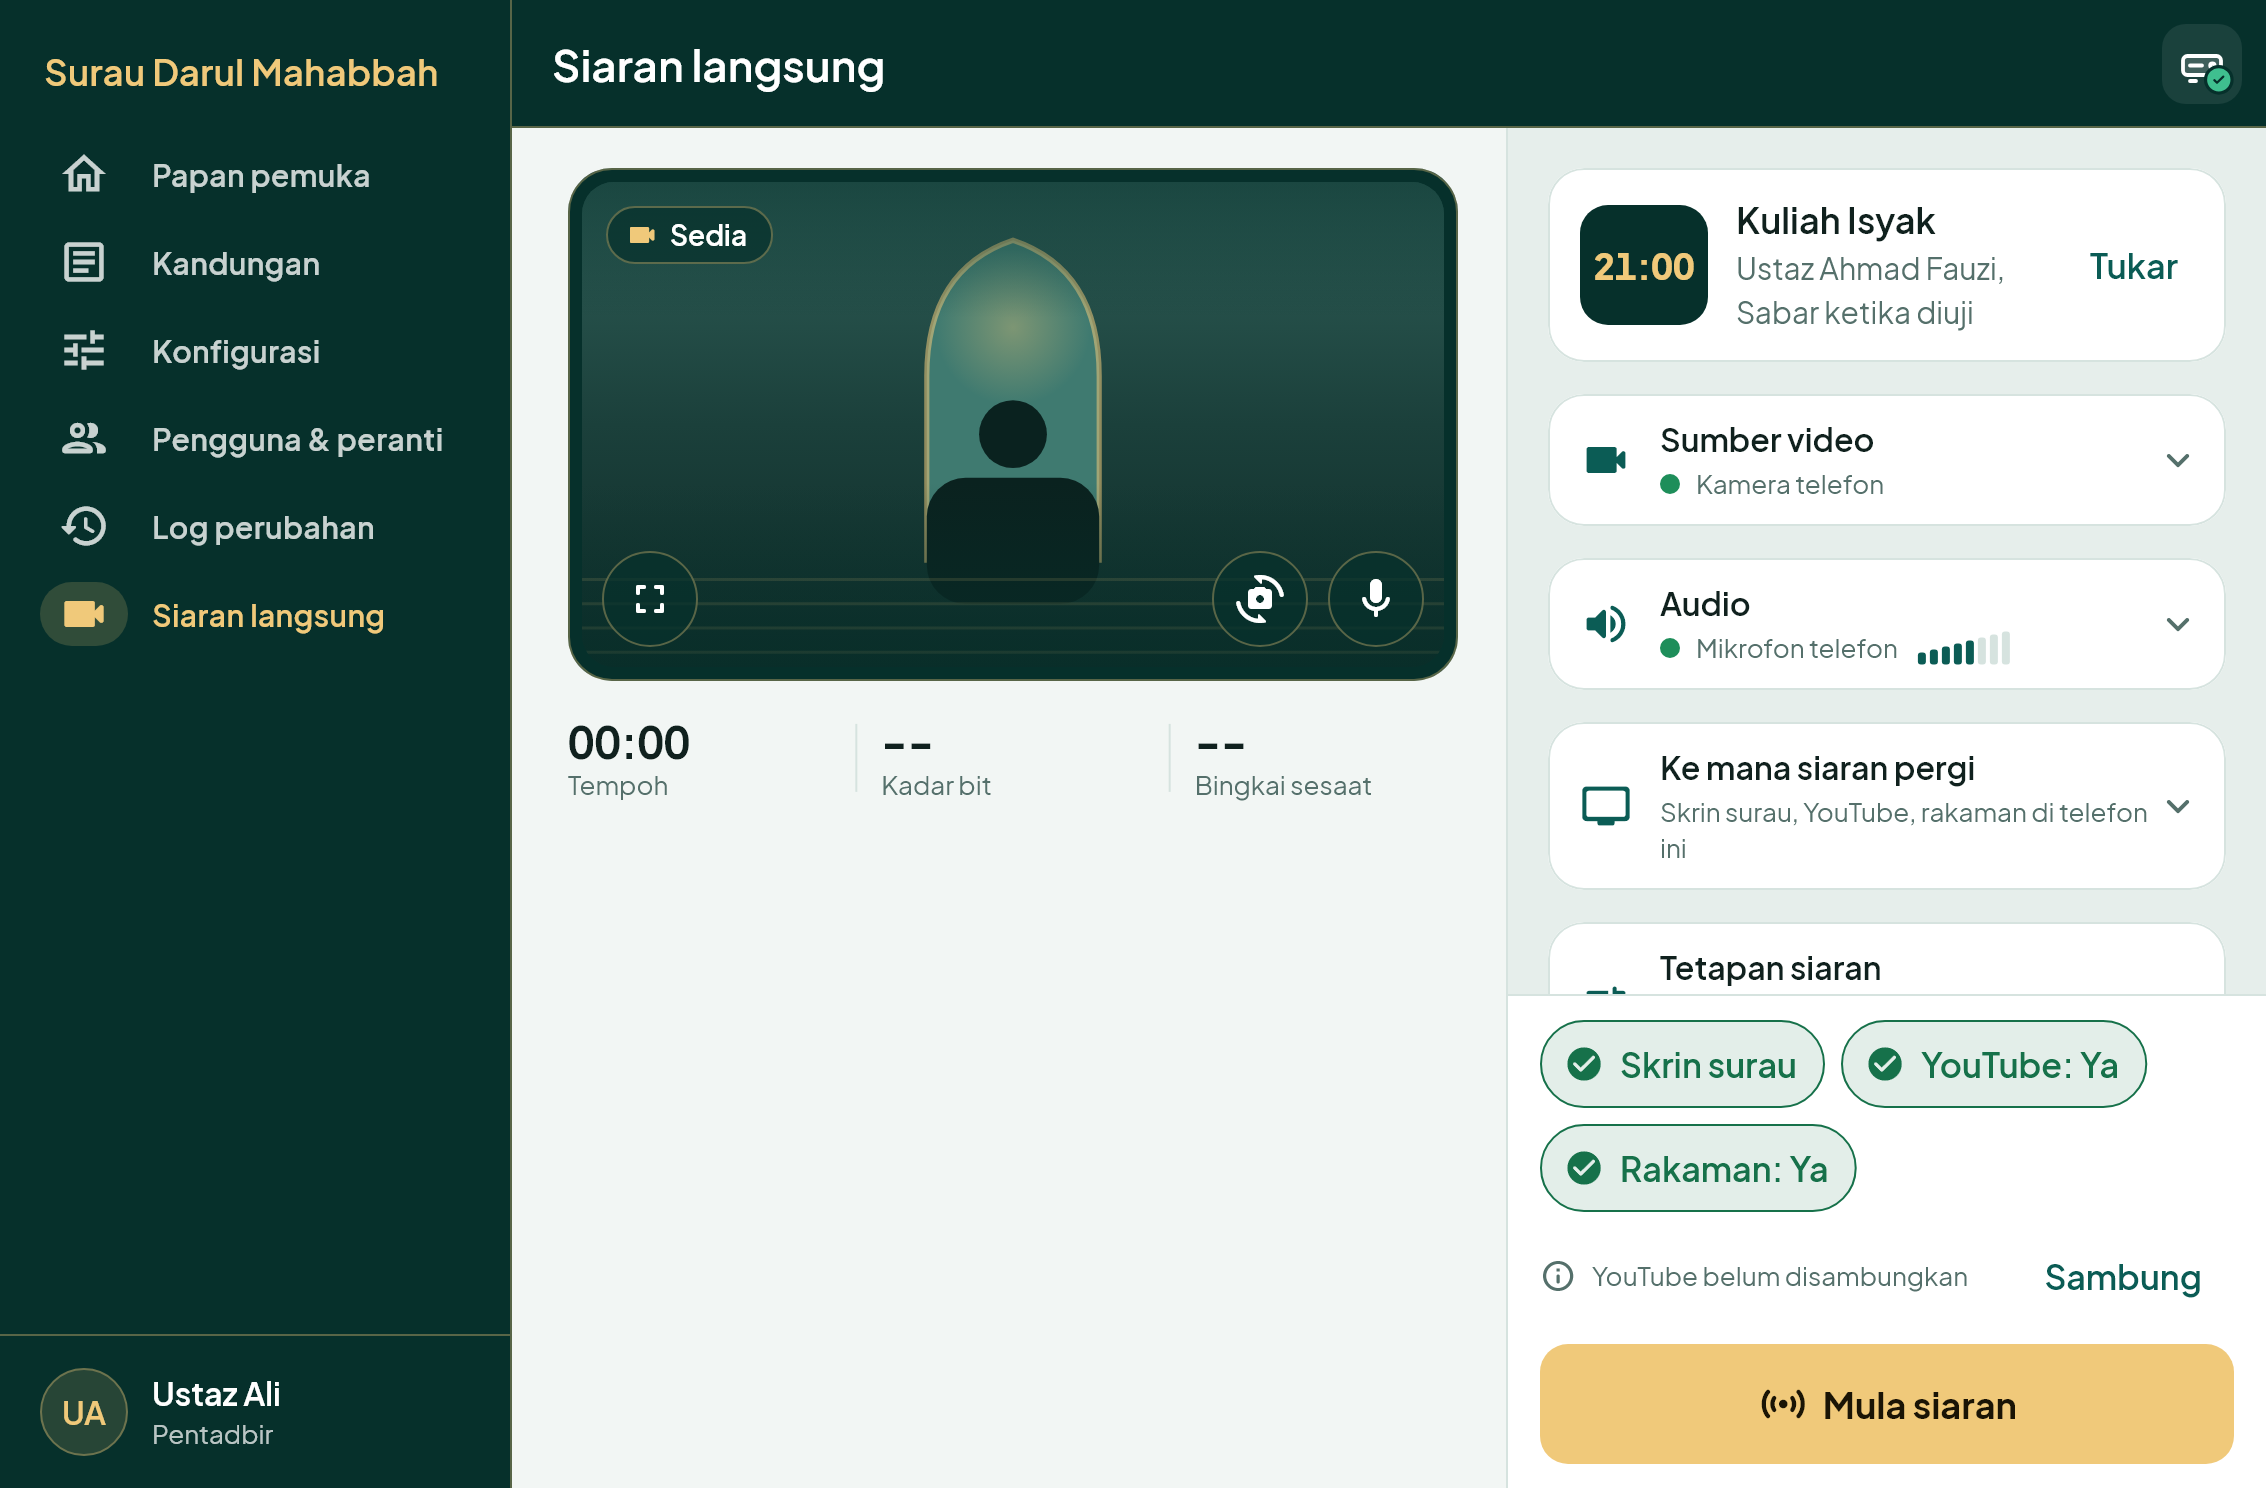 Surau Darul Mahabbah
Papan pemuka
Kandungan
Konfigurasi
Pengguna & peranti
Log perubahan
Siaran langsung
UA
Ustaz Ali
Pentadbir
Siaran langsung
Sedia
00:00
Tempoh
--
Kadar bit
--
Bingkai sesaat
21:00
Kuliah Isyak
Ustaz Ahmad Fauzi,
Sabar ketika diuji
Tukar
Sumber video
Kamera telefon
Audio
Mikrofon telefon
Ke mana siaran pergi
Skrin surau, YouTube, rakaman di telefon
ini
Tetapan siaran
Skrin surau
YouTube: Ya
Rakaman: Ya
YouTube belum disambungkan
Sambung
Mula siaran